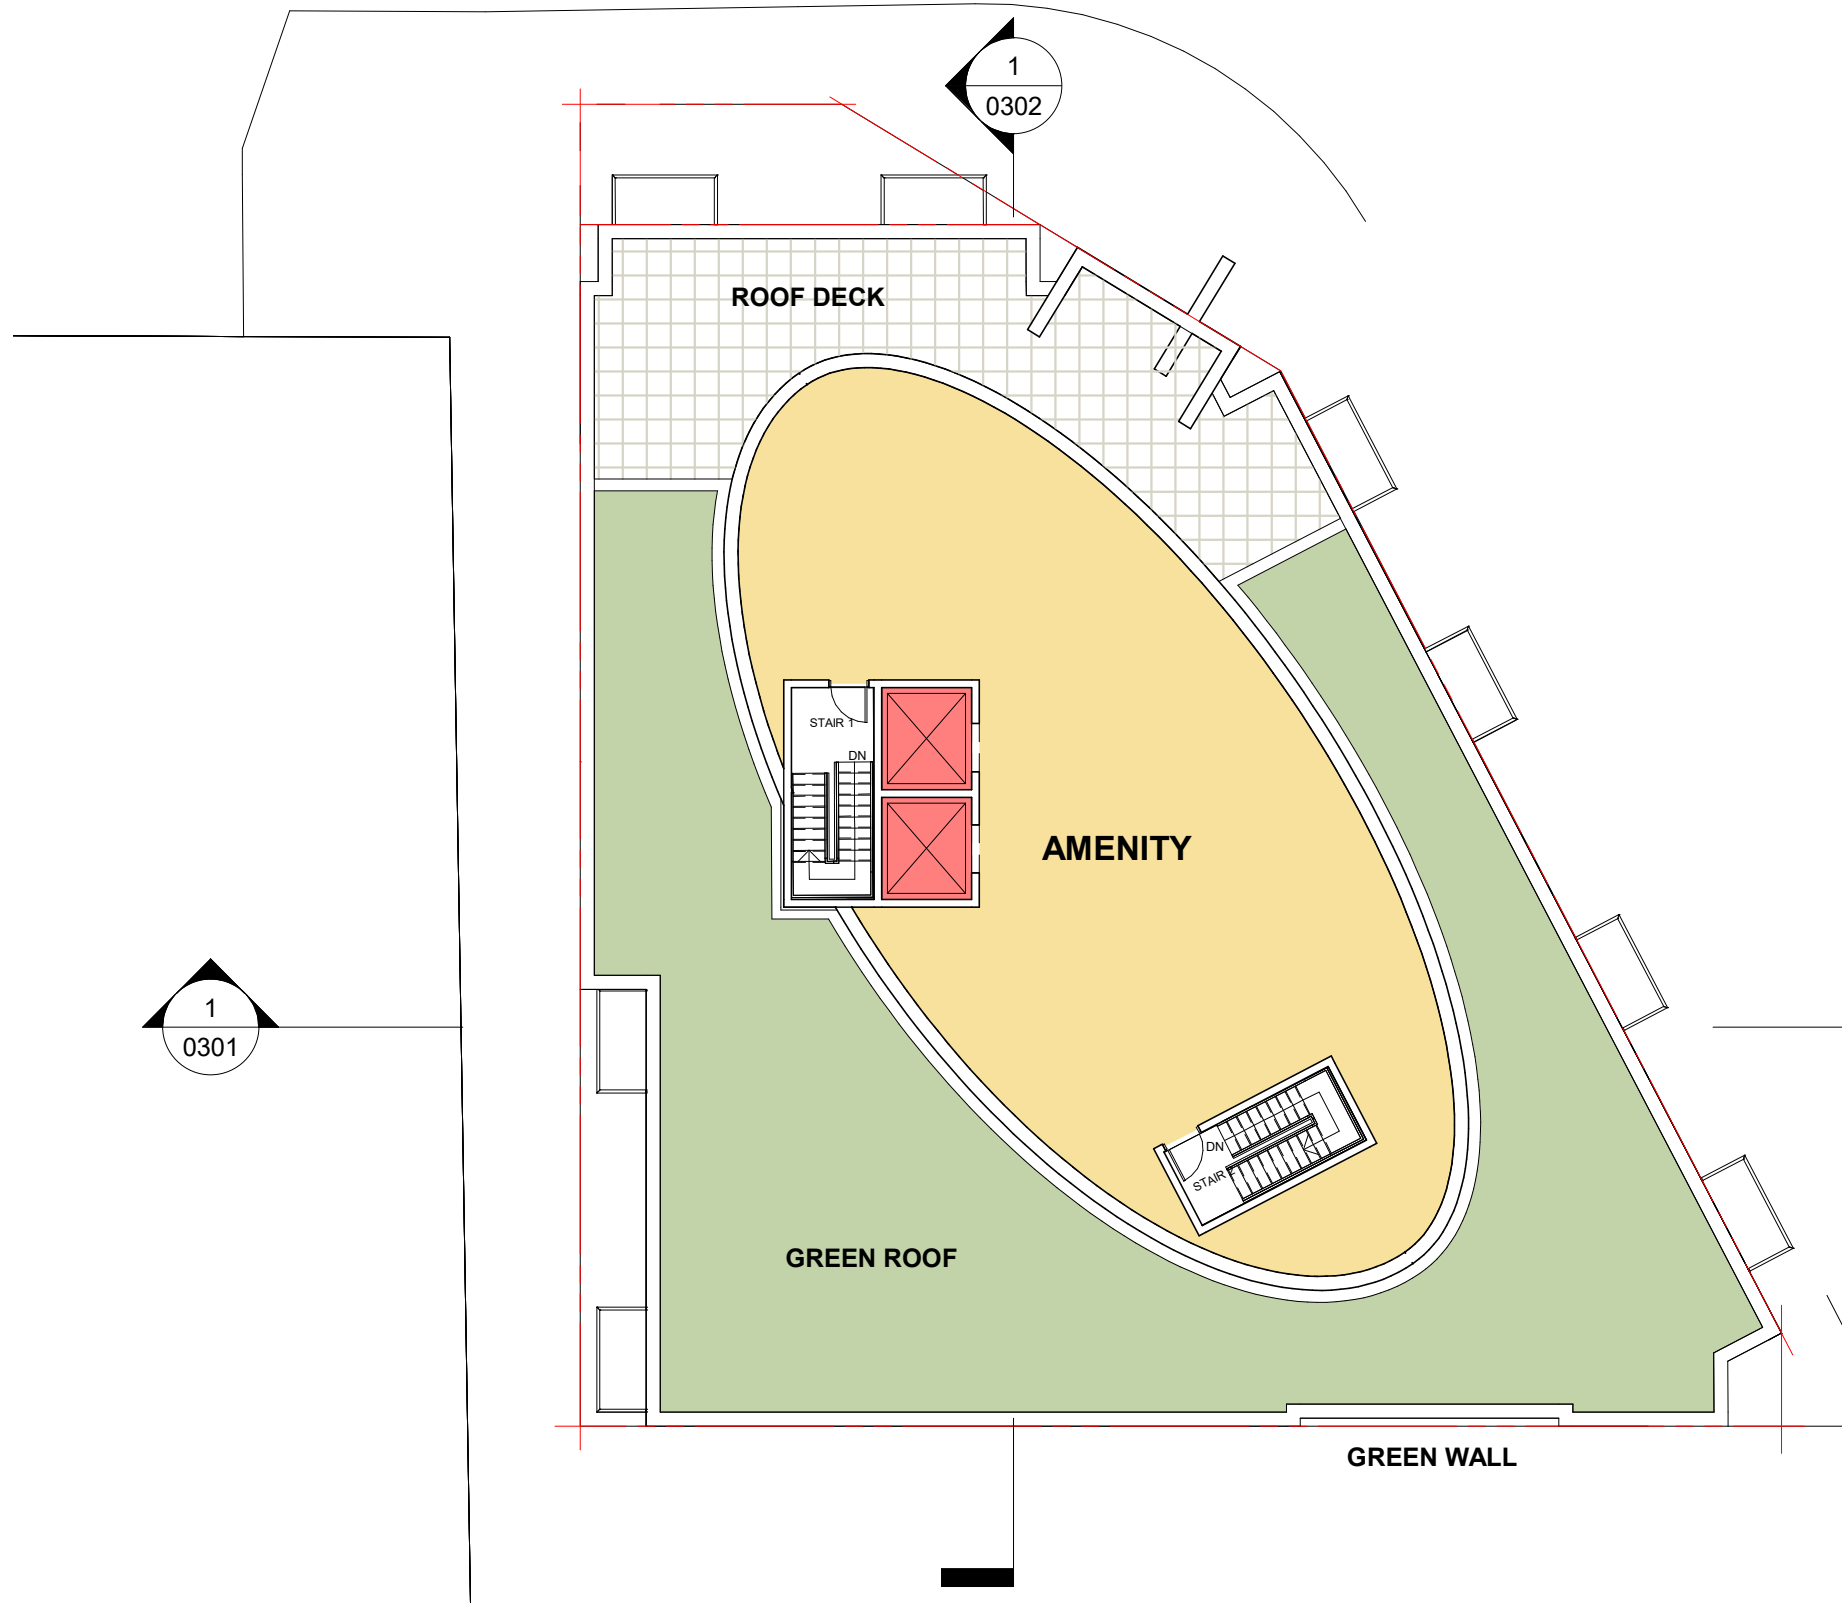 1
0302
ROOF DECK
STAIR 1
DN
AMENITY
1
0301
DN
STAIR
GREEN ROOF
GREEN WALL